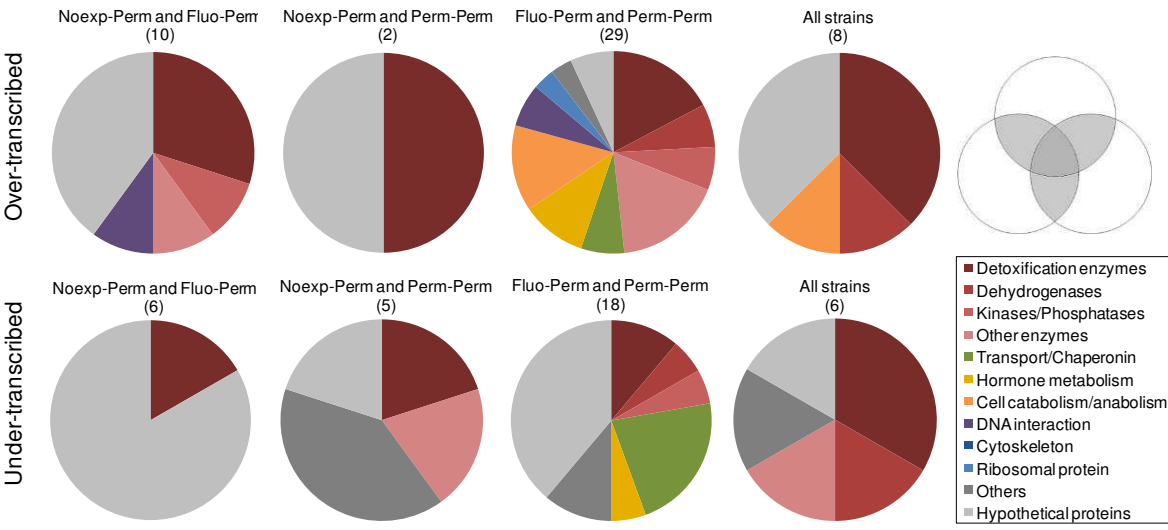 Over-transcribed
Noexp-Perm and Fluo-Perm
(10)
Noexp-Perm and Perm-Perm
(2)
Fluo-Perm and Perm-Perm
(29)
All strains
(8)
Under-transcribed
Noexp-Perm and Fluo-Perm
(6)
Noexp-Perm and Perm-Perm
(5)
Fluo-Perm and Perm-Perm
(18)
All strains
(6)
Detoxification enzymes
Dehydrogenases
Kinases/Phosphatases
Other enzymes
Transport/Chaperonin
Hormone metabolism
Cell catabolism/anabolism
DNA interaction
Cytoskeleton
Ribosomal protein
Others
Hypothetical proteins